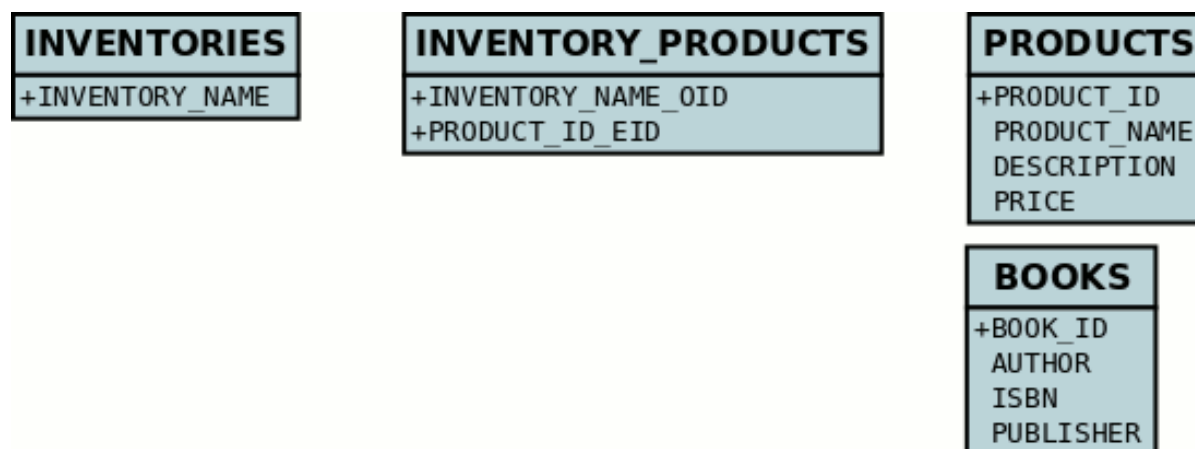 INVENTORIES
+INVENTORY_NAME
INVENTORY_PRODUCTS
+INVENTORY_NAME_OID
+PRODUCT_ID_EID
PRODUCTS
+PRODUCT_ID
PRODUCT_NAME
DESCRIPTION
PRICE
BOOKS
+BOOK_ID
AUTHOR
ISBN
PUBLISHER